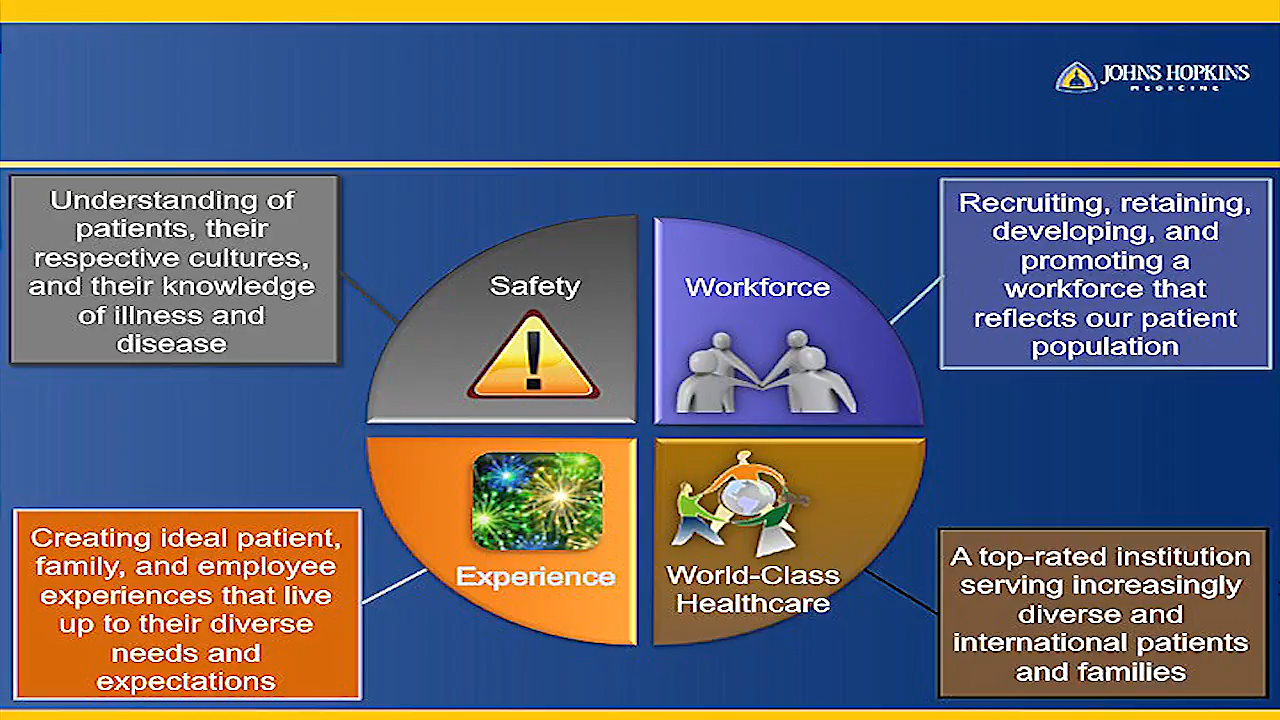 JOHNS HOPKINS
MEDICINE
Understanding of
patients, their
respective cultures,
and their knowledge
of illness and
disease
Safety
Workforce
Recruiting, retaining,
developing, and
promoting a
workforce that
reflects our patient
population
Creating ideal patient,
family, and employee
experiences that live
up to their diverse
needs and
expectations
Experience
World-Class
Healthcare
A top-rated institution
serving increasingly
diverse and
international patients
and families